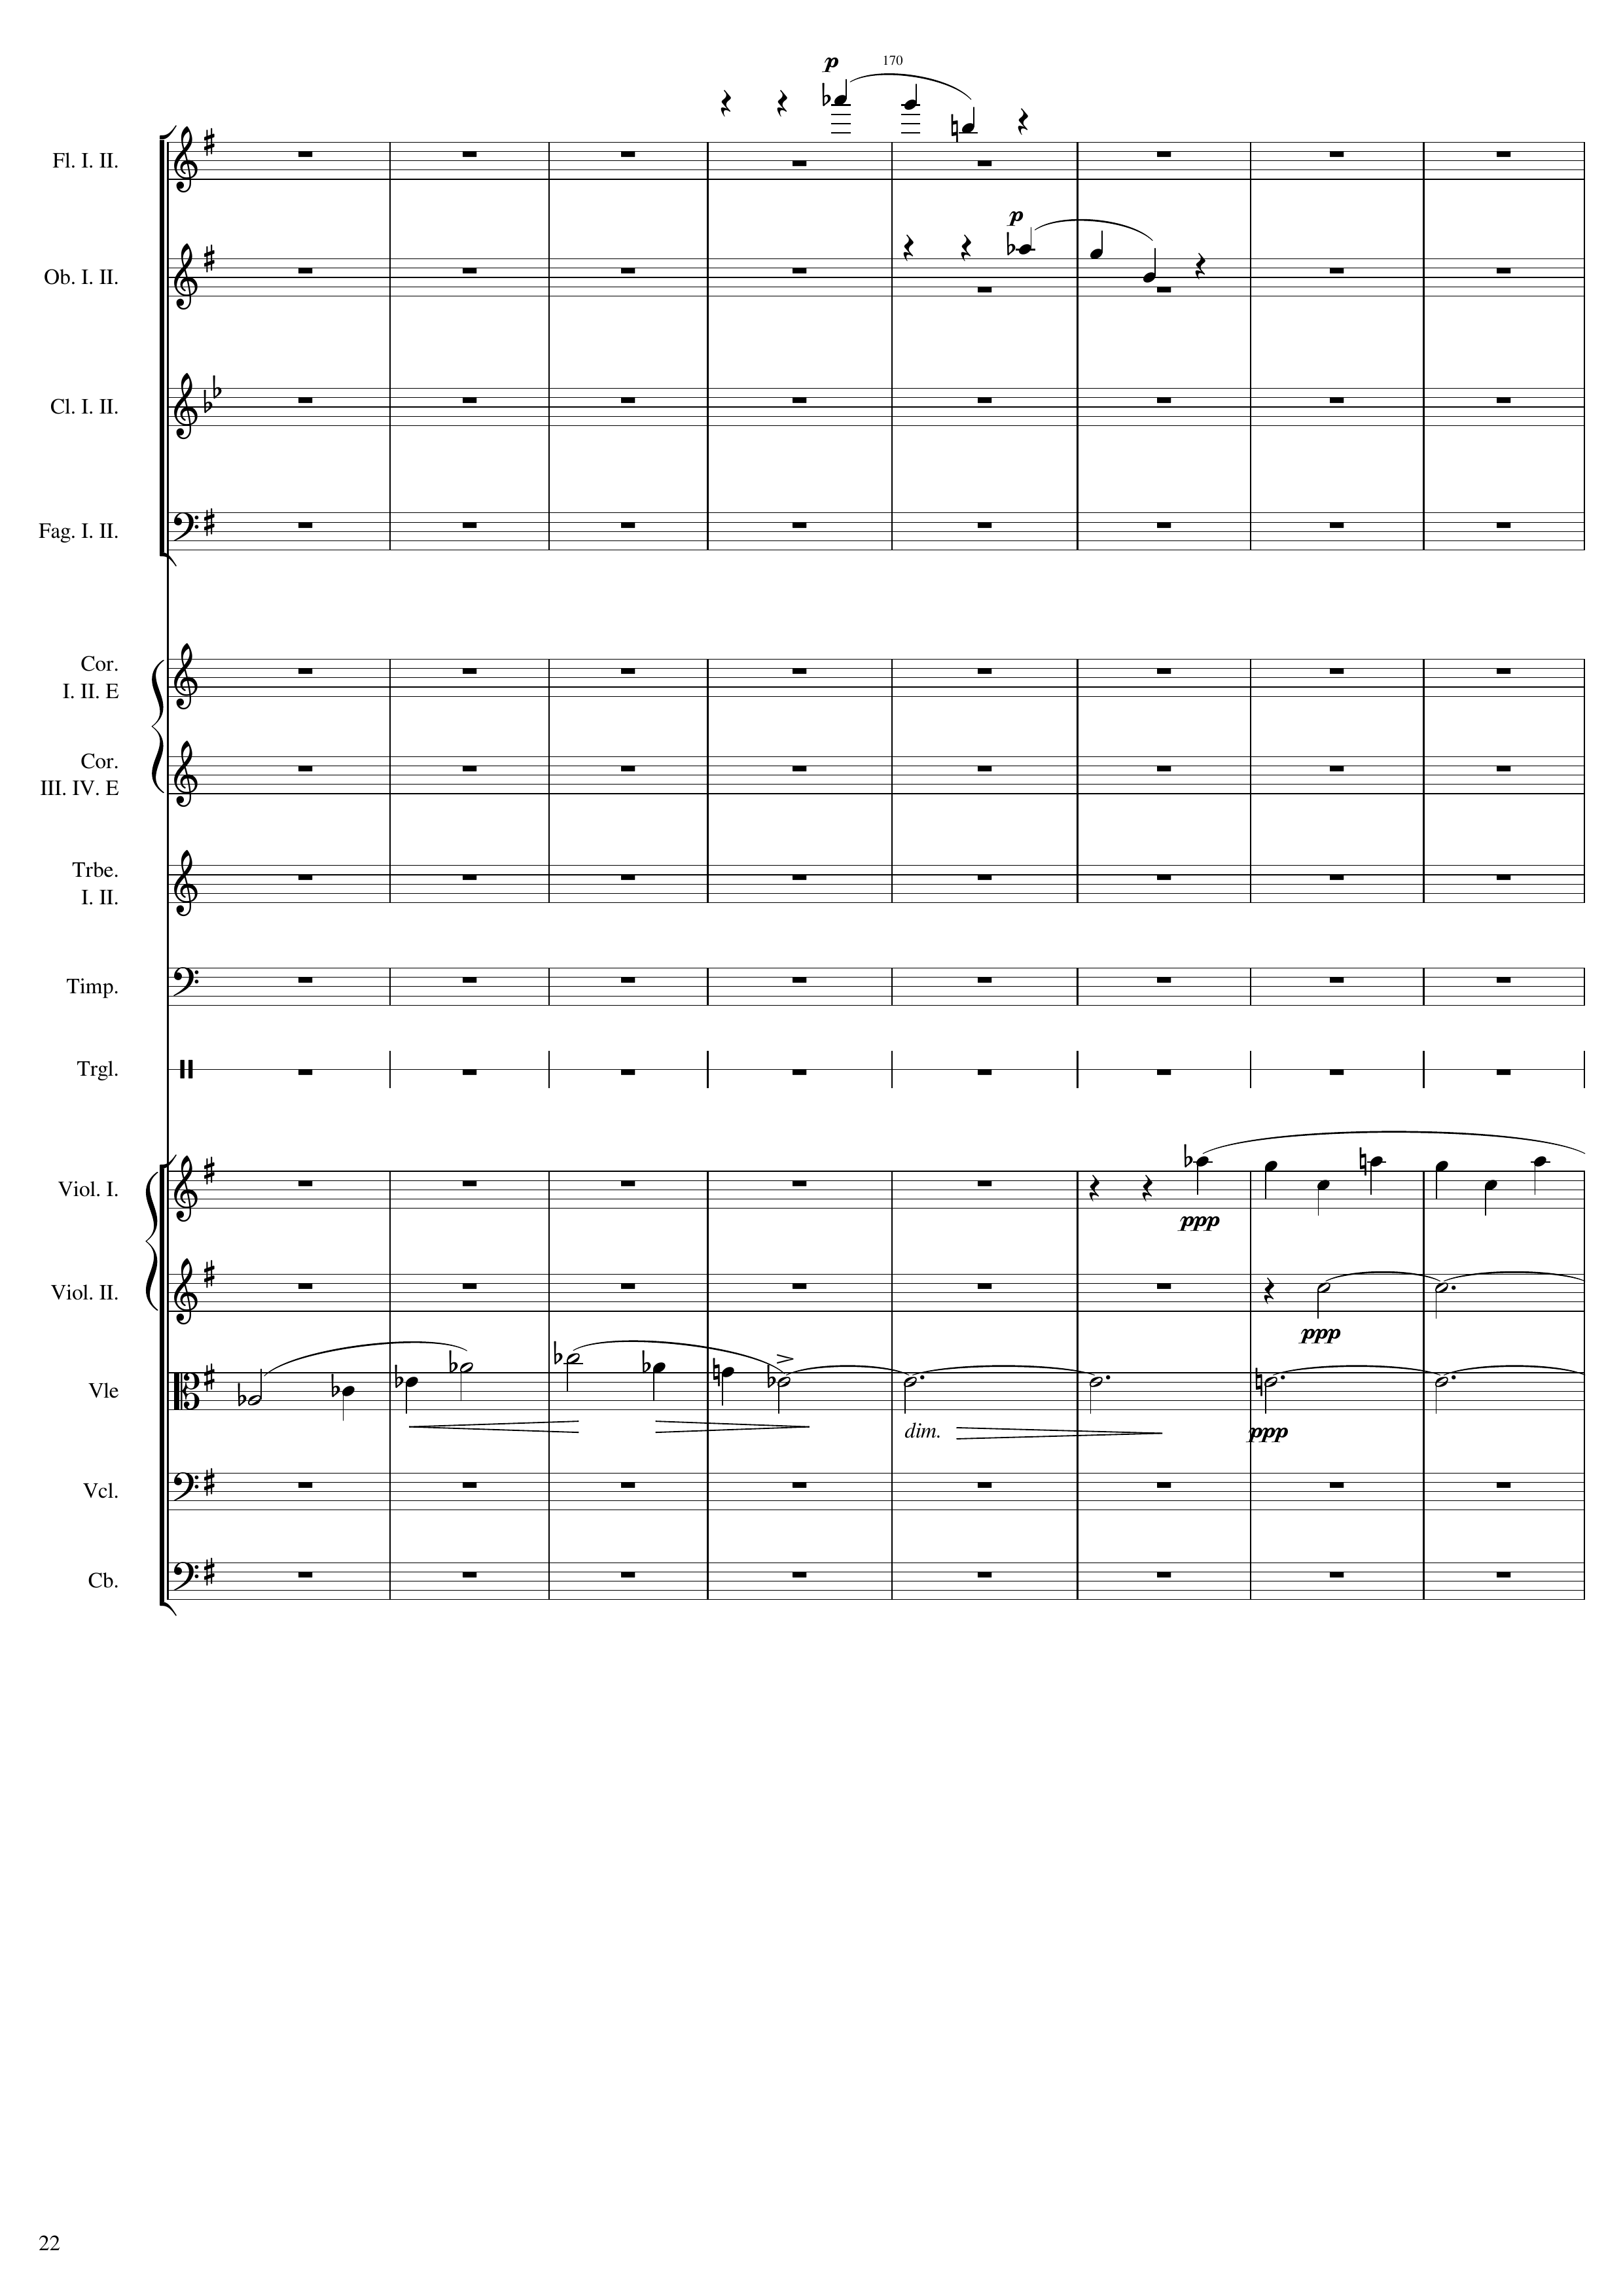 p
170
Fl. I. II.
p
Ob. I. II.
Cl. I. II.
Fag. I. II.
Cor.
I. II. E
Cor.
III. IV. E
Trbe.
I. II.
Timp.
Trgl.
Viol. I.
ppp
Viol. II.
ppp
Vle
dim.
ppp
Vcl.
Cb.
22